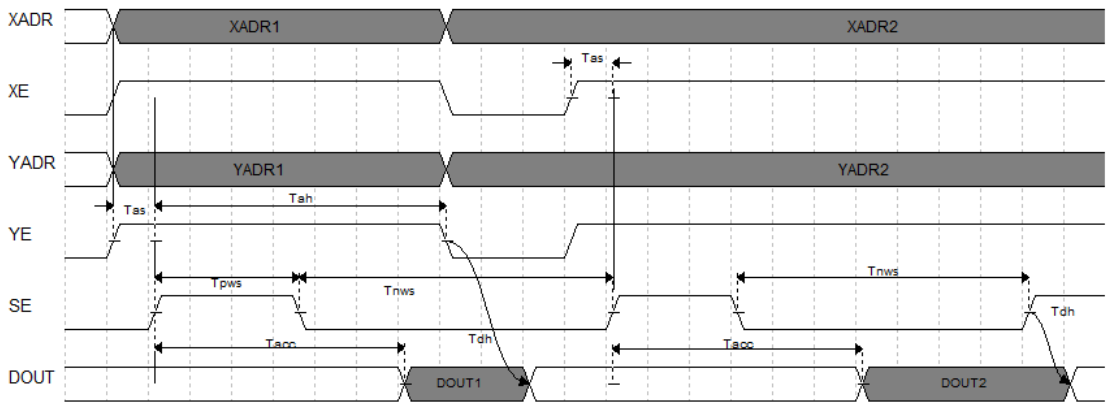 XADR
XADR1
XADR2
Tas
XE
YADR
YADR1
YADR2
Tas
Tah
YE
Tpws
Tnws
Tnws
SE
Tacc
Tdh
Tacc
Tdh
DOUT
DOUT1
DOUT2